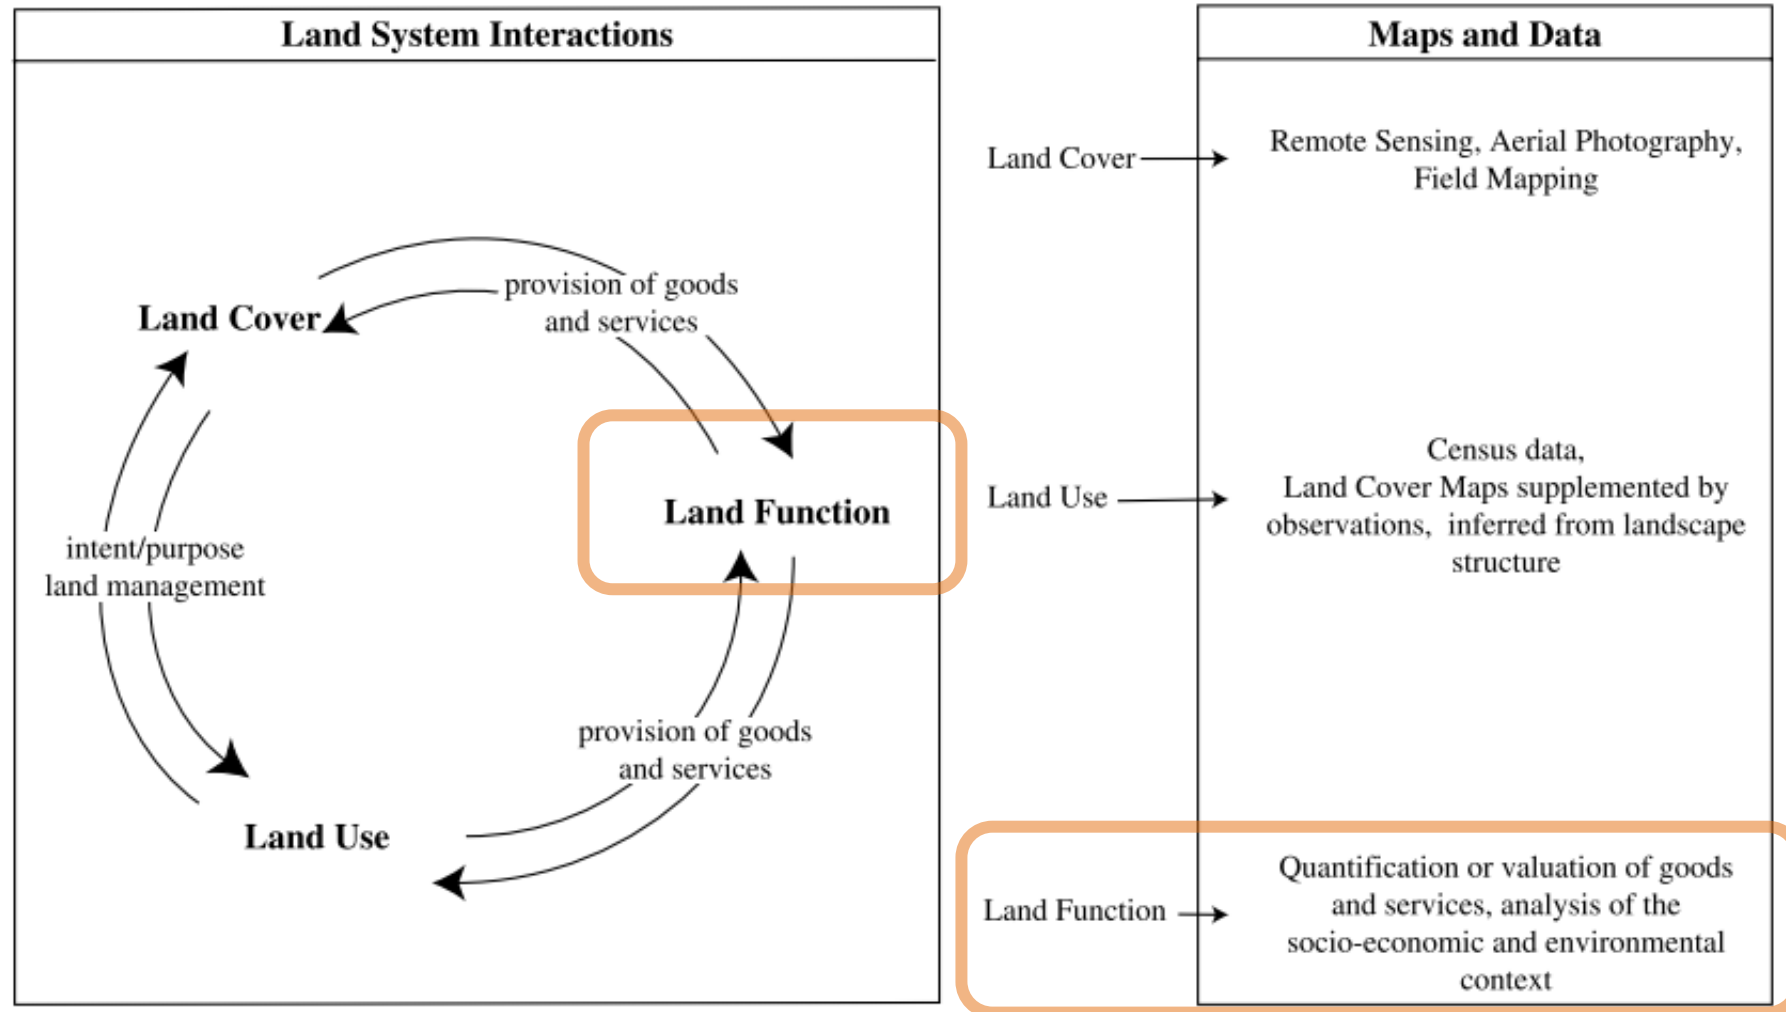 Land System Interactions
Land Cover
provision of goods
and services
Land Function
intent/purpose
land management
provision of goods
and services
Land Use
Maps and Data
Land Cover
Remote Sensing, Aerial Photography,
Field Mapping
Land Use
Census data,
Land Cover Maps supplemented by
observations, inferred from landscape
structure
Land Function
Quantification or valuation of goods
and services, analysis of the
socio-economic and environmental
context